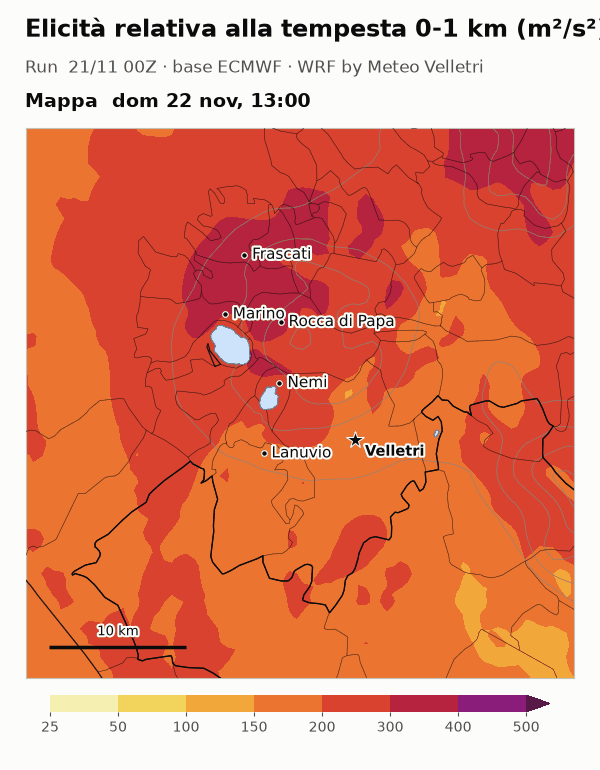 Elicità relativa alla tempesta 0-1 km (m²/s²)
Run 21/11 00Z · base ECMWF · WRF by Meteo Velletri
Mappa dom 22 nov, 13:00
Frascati
Marino
Rocca di Papa
Nemi
Velletri
Lanuvio
10 km
25 50 100 150 200 300 400 500